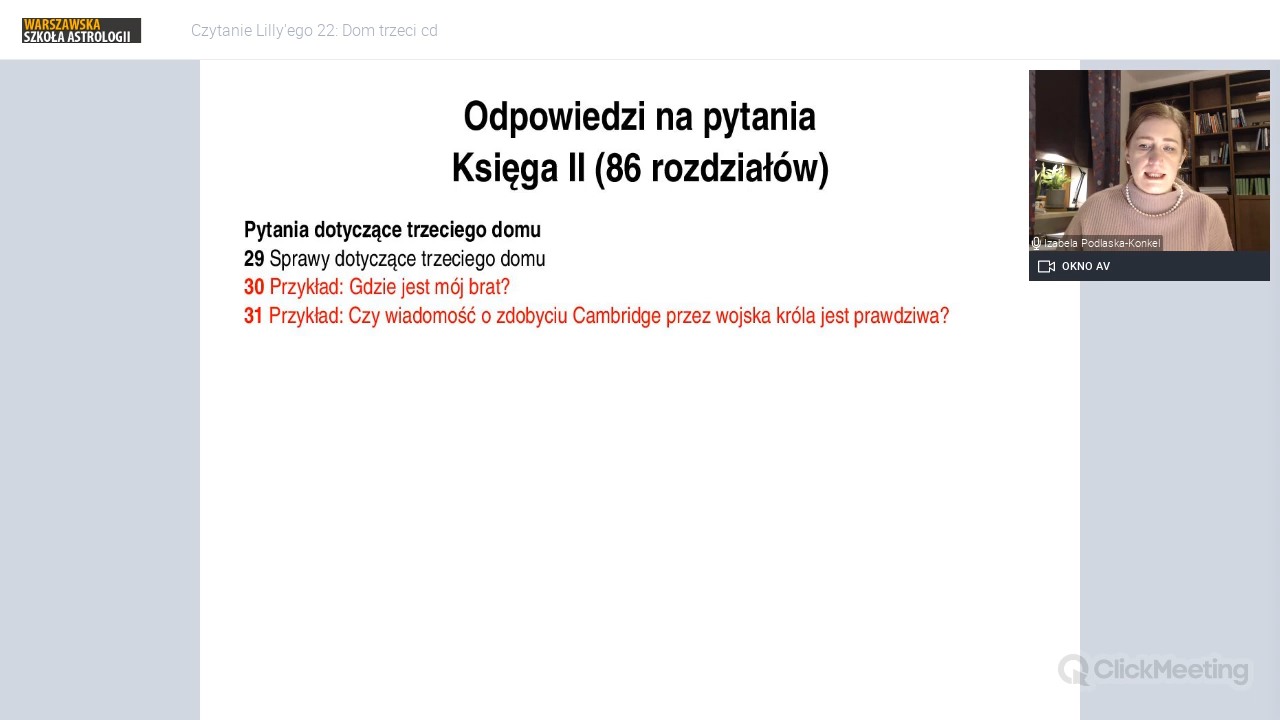 WARSZAWSKA
SZKOŁA ASTROLOGII
Czytanie Lilly'ego 22: Dom trzeci cd
Odpowiedzi na pytania
Księga II (86 rozdziałów)
Pytania dotyczące trzeciego domu
29 Sprawy dotyczące trzeciego domu
30 Przykład: Gdzie jest mój brat?
31 Przykład: Czy wiadomość o zdobyciu Cambridge przez wojska króla jest prawdziwa?
Izabela Podlaska-Konkel
OKNO AV
ClickMeeting